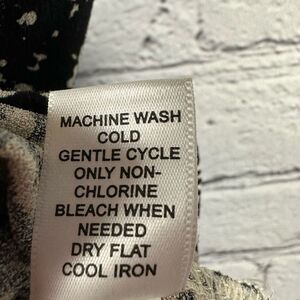 MACHINE WASH
COLD
GENTLE CYCLE
ONLY NON-
CHLORINE
BLEACH WHEN
NEEDED
DRY FLAT
COOL IRON